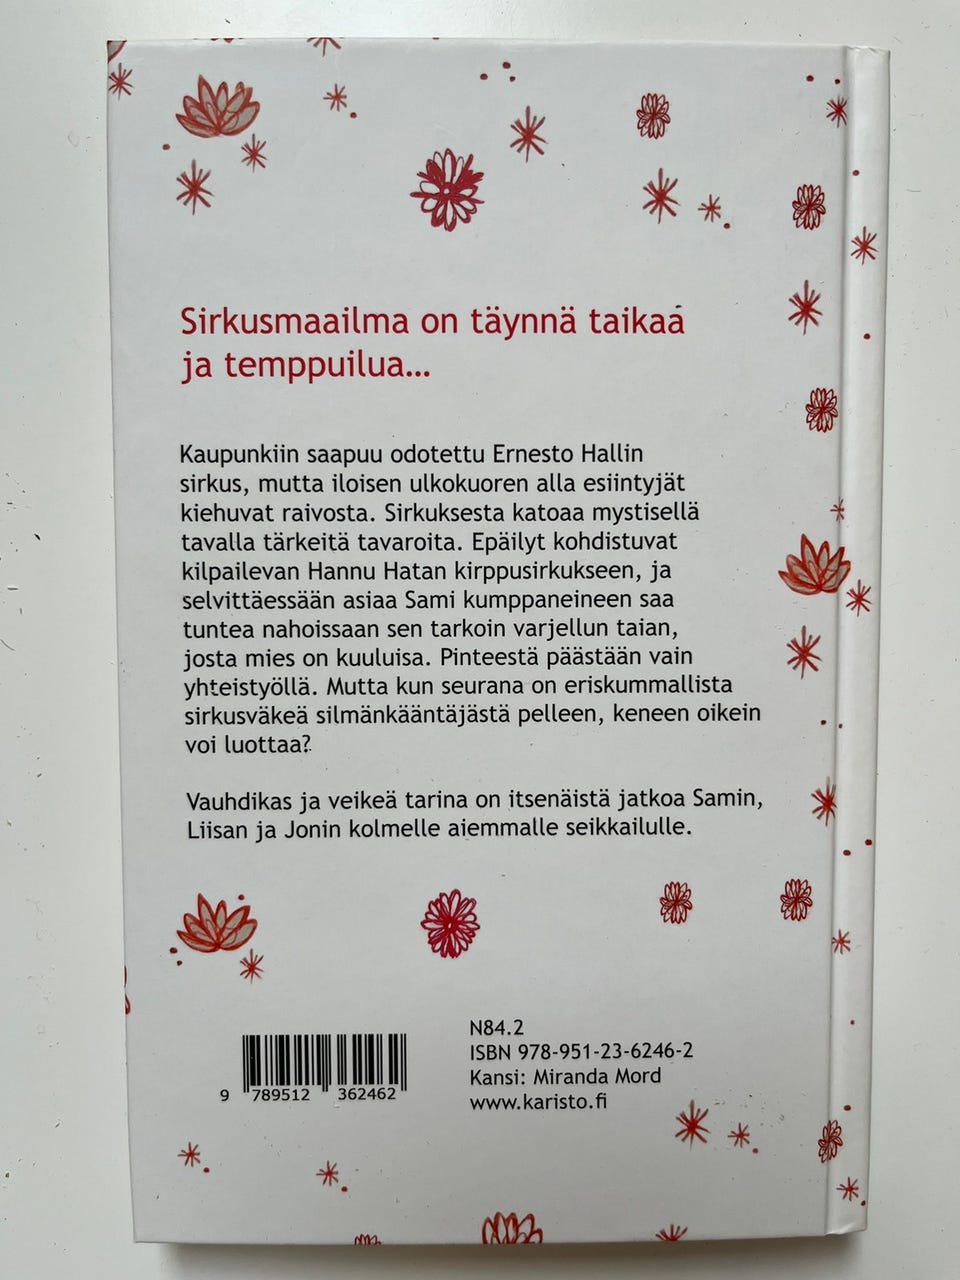 Sirkusmaailma on täynnä taikaa
ja temppuilua...
Kaupunkiin saapuu odotettu Ernesto Hallin
sirkus, mutta iloisen ulkokuoren alla esiintyjät
kiehuvat raivosta. Sirkuksesta katoaa mystisellä
tavalla tärkeitä tavaroita. Epäilyt kohdistuvat
kilpailevan Hannu Hatan kirppusirkukseen, ja
selvittäessään asiaa Sami kumppaneineen saa
tuntea nahoissaan sen tarkoin varjellun taian,
josta mies on kuuluisa. Pinteestä päästään vain
yhteistyöllä. Mutta kun seurana on eriskummallista
sirkusväkeä silmänkääntäjästä pelleen, keneen oikein
voi luottaa?
Vauhdikas ja veikeä tarina on itsenäistä jatkoa Samin,
Liisan ja Jonin kolmelle aiemmalle seikkailulle.
N84.2
ISBN 978-951-23-6246-2
Kansi: Miranda Mord
www.karisto.fi
9 789512 362462